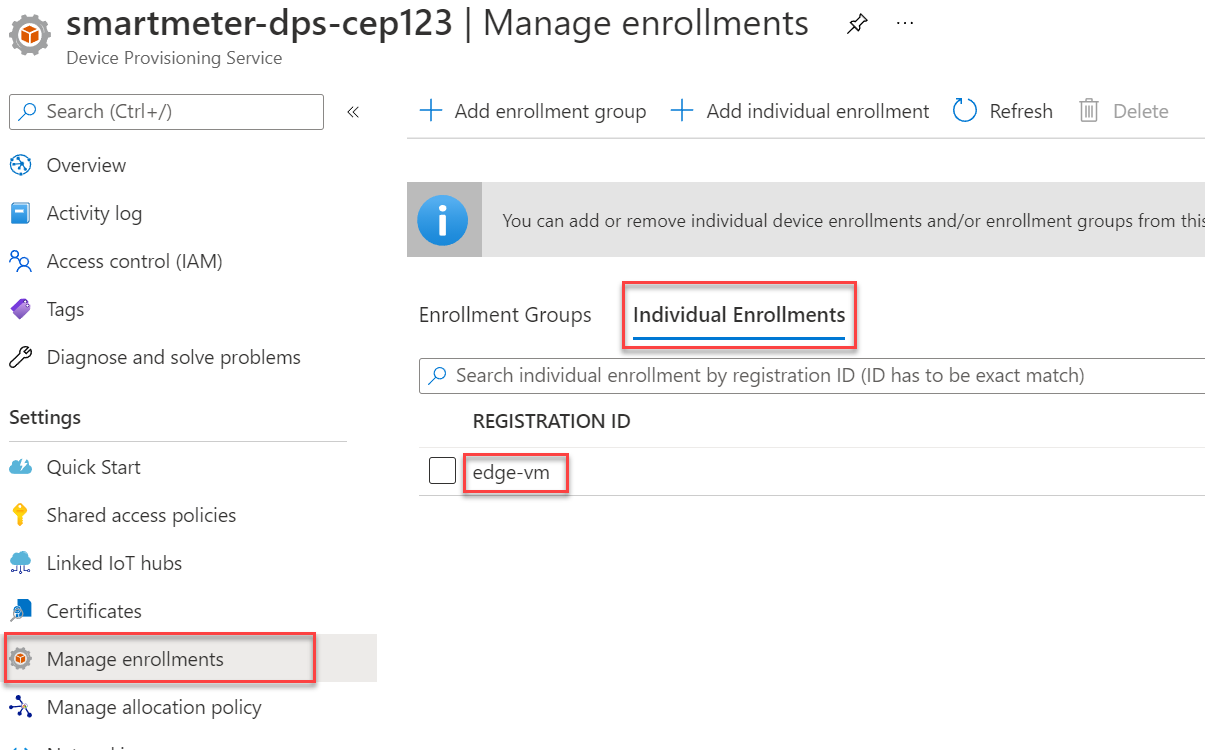 smartmeter-dps-cep123 | Manage enrollments
Device Provisioning Service
Search (Ctrl+/)
Overview
Activity log
Access control (IAM)
Tags
Diagnose and solve problems
Settings
Quick Start
Shared access policies
Linked IoT hubs
Certificates
Manage enrollments
Manage allocation policy
Add enrollment group
Add individual enrollment
Refresh
Delete
You can add or remove individual device enrollments and/or enrollment groups from this
Enrollment Groups
Individual Enrollments
Search individual enrollment by registration ID (ID has to be exact match)
REGISTRATION ID
edge-vm